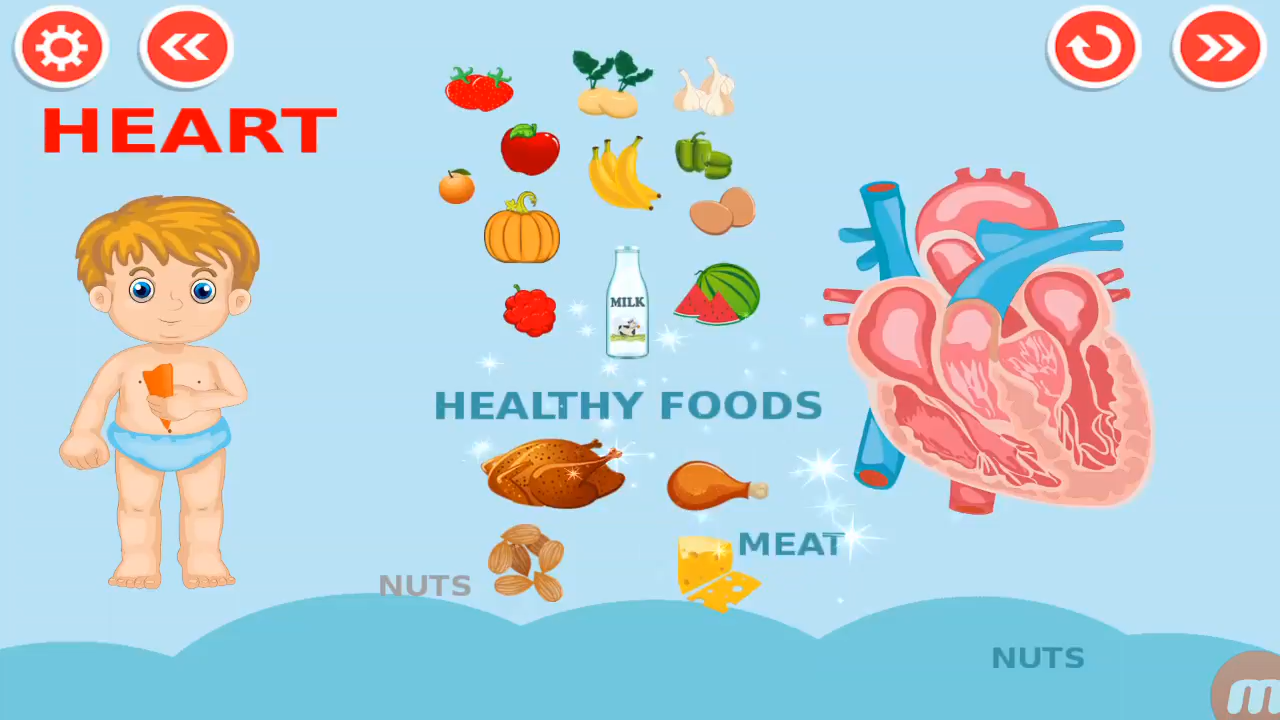 HEART
MILK
HEALTHY FOODS
MEAT
NUTS
NUTS
m